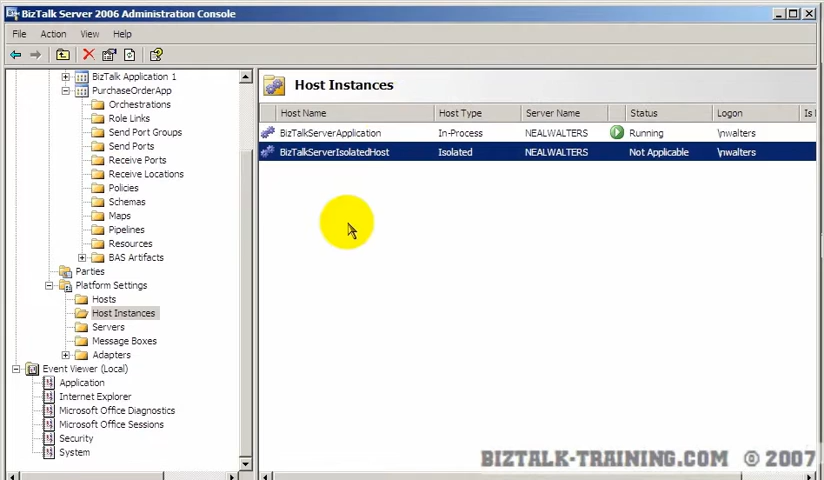 BizTalk Server 2006 Administration Console
File Action View Help
BizTalk Application 1
PurchaseOrderApp
Orchestrations
Role Links
Send Port Groups
Send Ports
Receive Ports
Receive Locations
Policies
Schemas
Maps
Pipelines
Resources
BAS Artifacts
Parties
Platform Settings
Hosts
Host Instances
Servers
Message Boxes
Adapters
Event Viewer (Local)
Application
Internet Explorer
Microsoft Office Diagnostics
Microsoft Office Sessions
Security
System
Host Instances
Host Name Host Type Server Name Status Logon Is
BizTalkServerApplication In-Process NEALWALTERS Running \nwalters
BizTalkServerIsolatedHost Isolated NEALWALTERS Not Applicable \nwalters
BIZTALK-TRAINING.COM © 2007